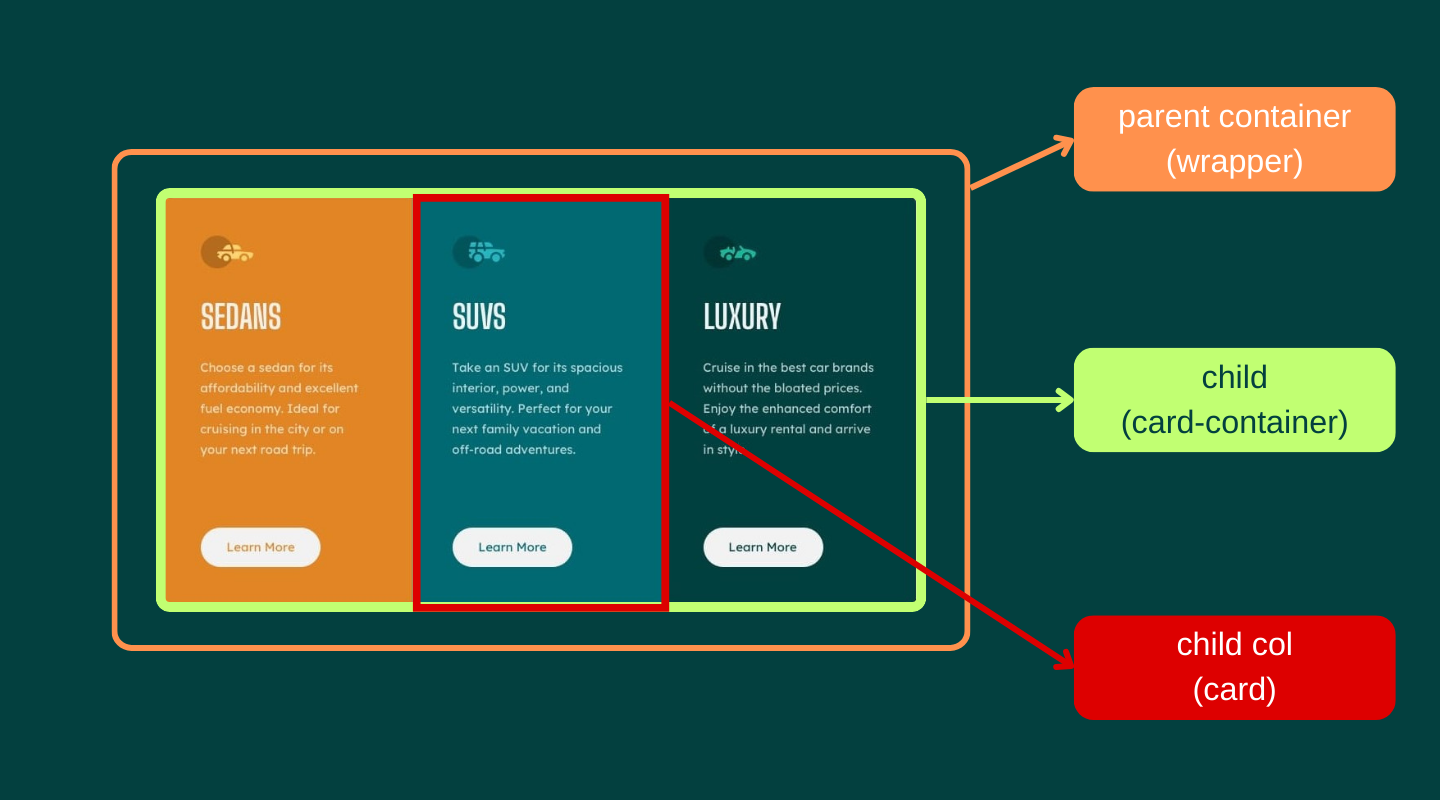 SEDANS
Choose a sedan for its
affordability and excellent
fuel economy. Ideal for
cruising in the city or on
your next road trip.
Learn More
SUVS
Take an SUV for its spacious
interior, power, and
versatility. Perfect for your
next family vacation and
off-road adventures.
Learn More
LUXURY
Cruise in the best car brands
without the bloated prices.
Enjoy the enhanced comfort
of a luxury rental and arrive
in style.
Learn More
parent container
(wrapper)
child
(card-container)
child col
(card)